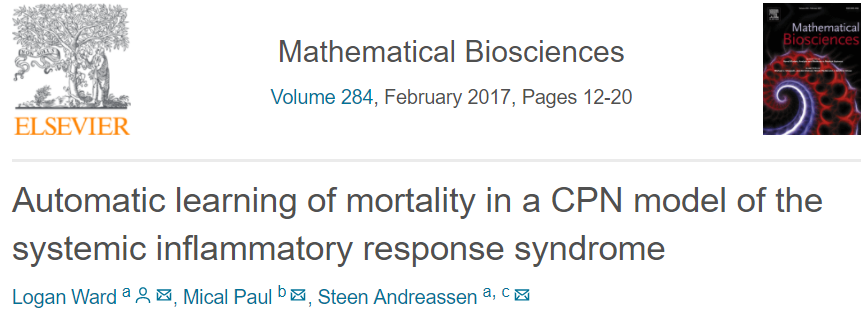 Mathematical Biosciences
Volume 284, February 2017, Pages 12-20
ELSEVIER
Mathematical
Biosciences
Automatic learning of mortality in a CPN model of the
systemic inflammatory response syndrome
Logan Ward a, Mical Paul b, Steen Andreassen a, c